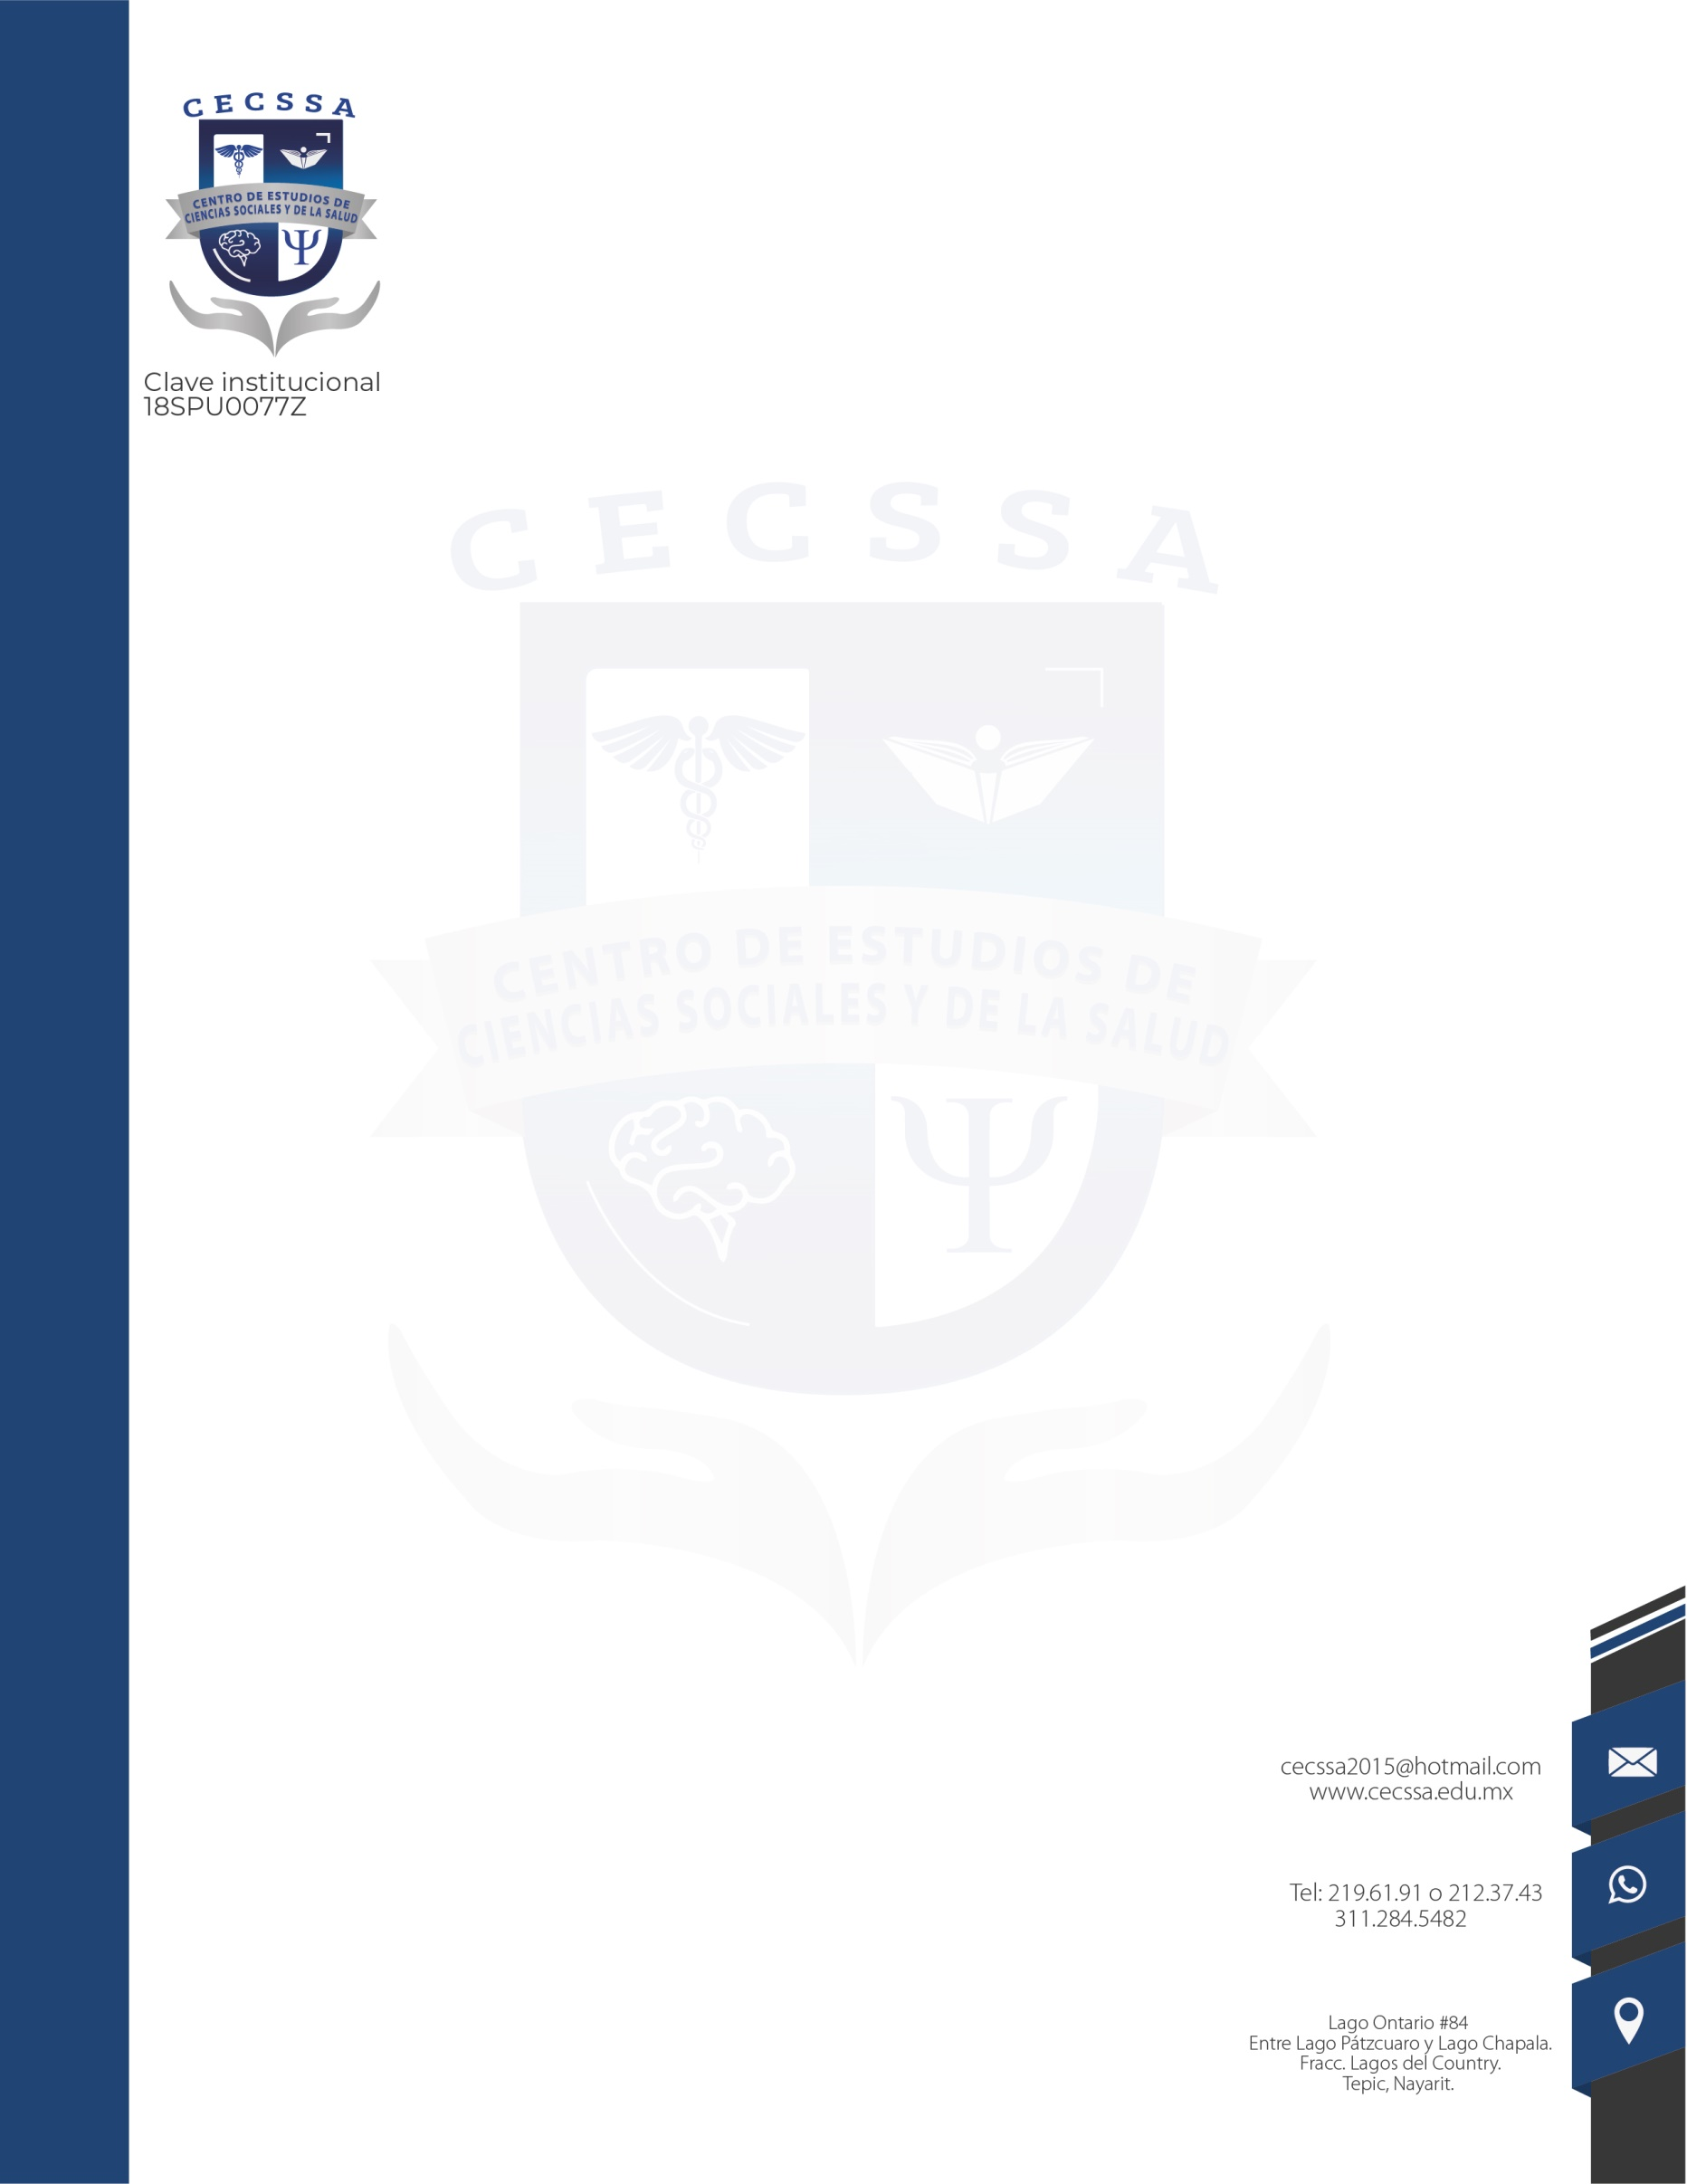 CECSSA
CENTRO DE ESTUDIOS DE
CIENCIAS SOCIALES Y DE LA SALUD
Clave institucional
18SPU0077Z
CECSSA
CENTRO DE ESTUDIOS DE
CIENCIAS SOCIALES Y DE LA SALUD
cecssa2015@hotmail.com
www.cecssa.edu.mx
Tel: 219.61.91 o 212.37.43
311.284.5482
Lago Ontario #84
Entre Lago Pátzcuaro y Lago Chapala.
Fracc. Lagos del Country.
Tepic, Nayarit.